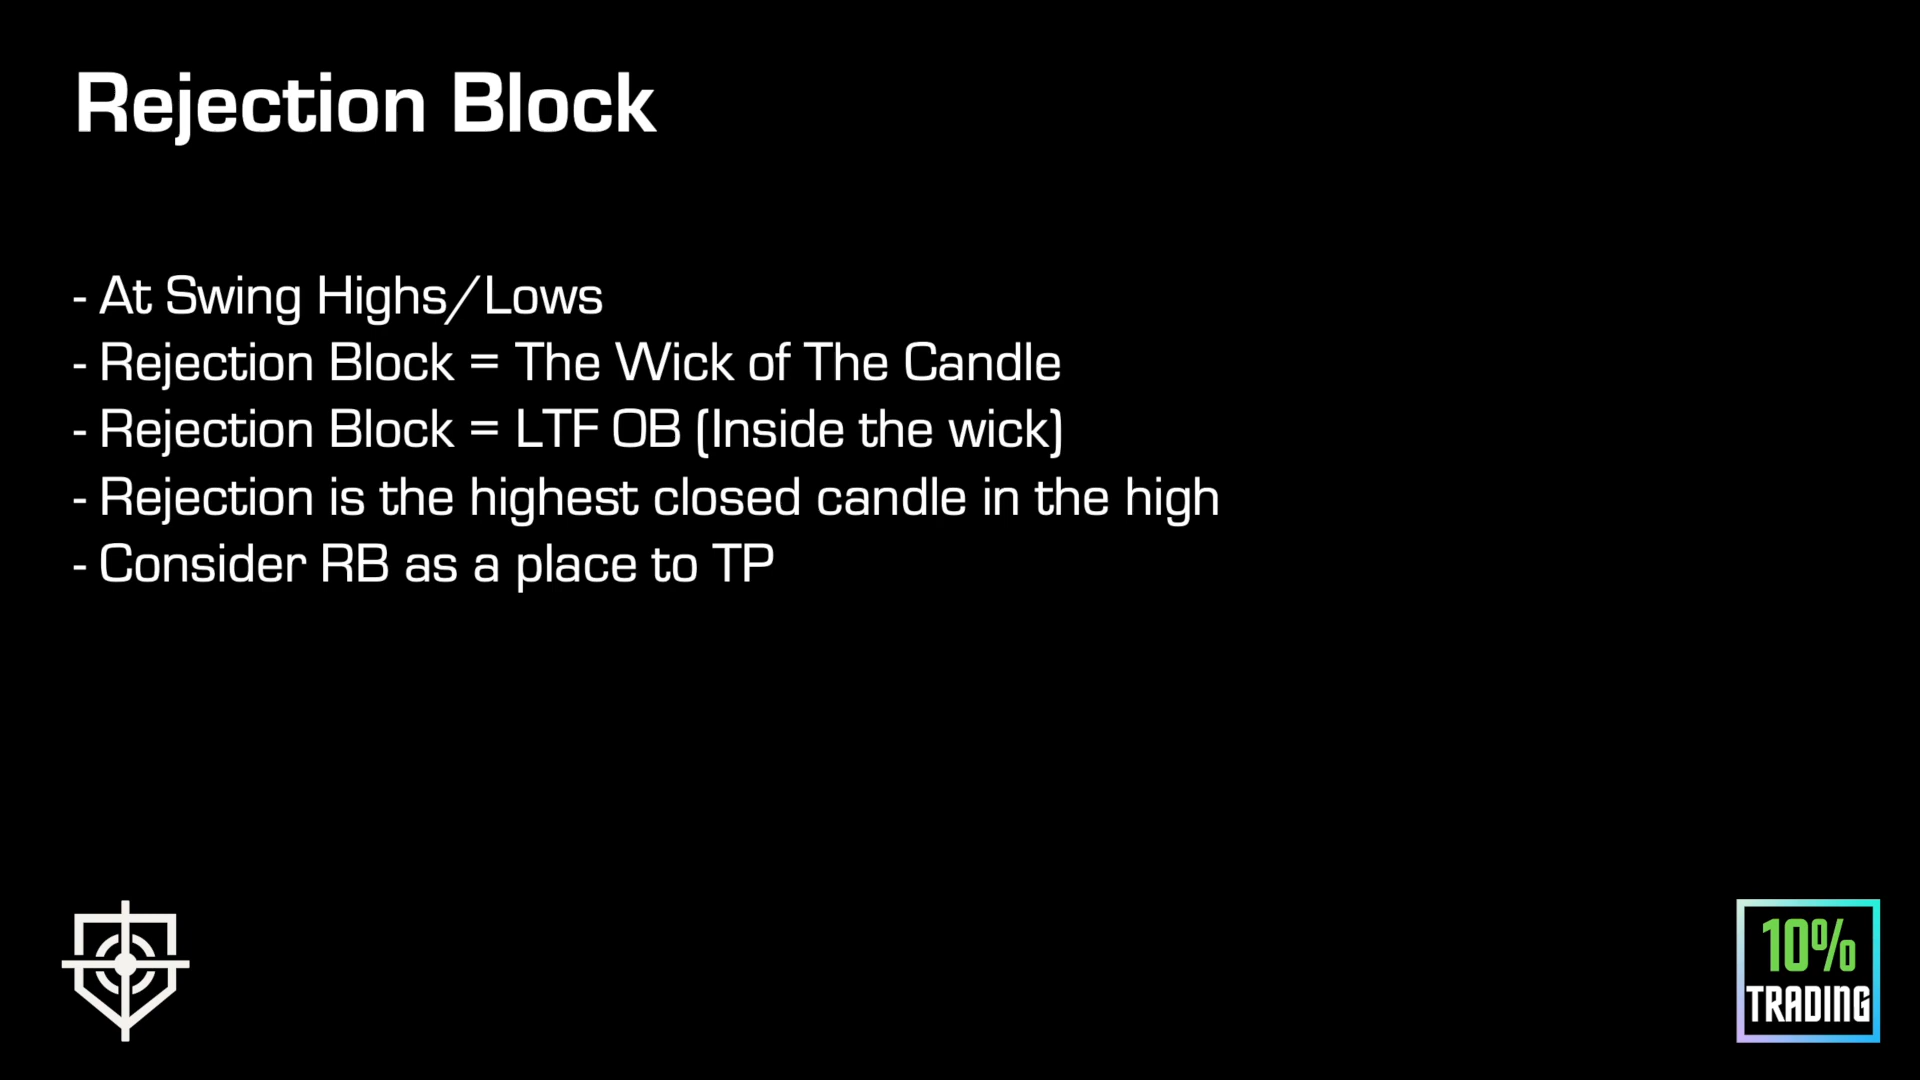 Rejection Block
- At Swing Highs/Lows
- Rejection Block = The Wick of The Candle
- Rejection Block = LTF OB (Inside the wick)
- Rejection is the highest closed candle in the high
- Consider RB as a place to TP
10%
TRADING